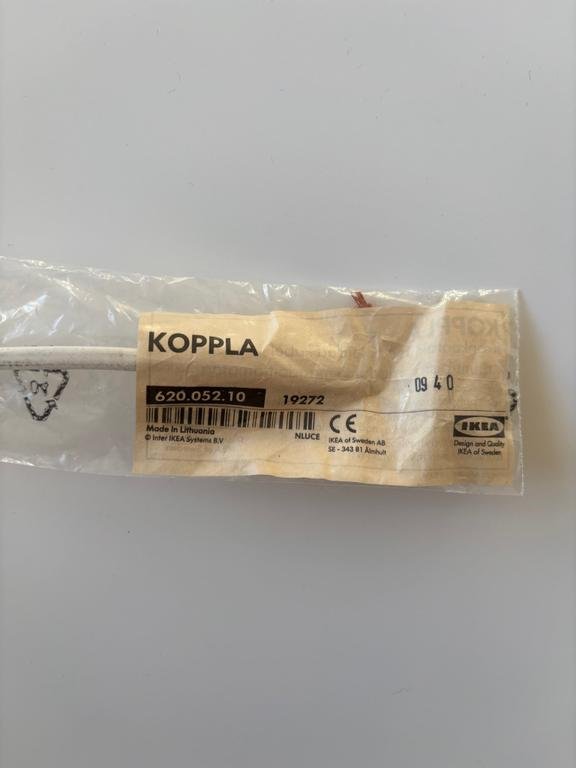 KOPPLA
09 40
620.052.10 19272
Made in Lithuania
© Inter IKEA Systems B.V
NLUCE
CE
IKEA of Sweden AB
SE - 343 81 Älmhult
IKEA
Design and Quality
IKEA of Sweden